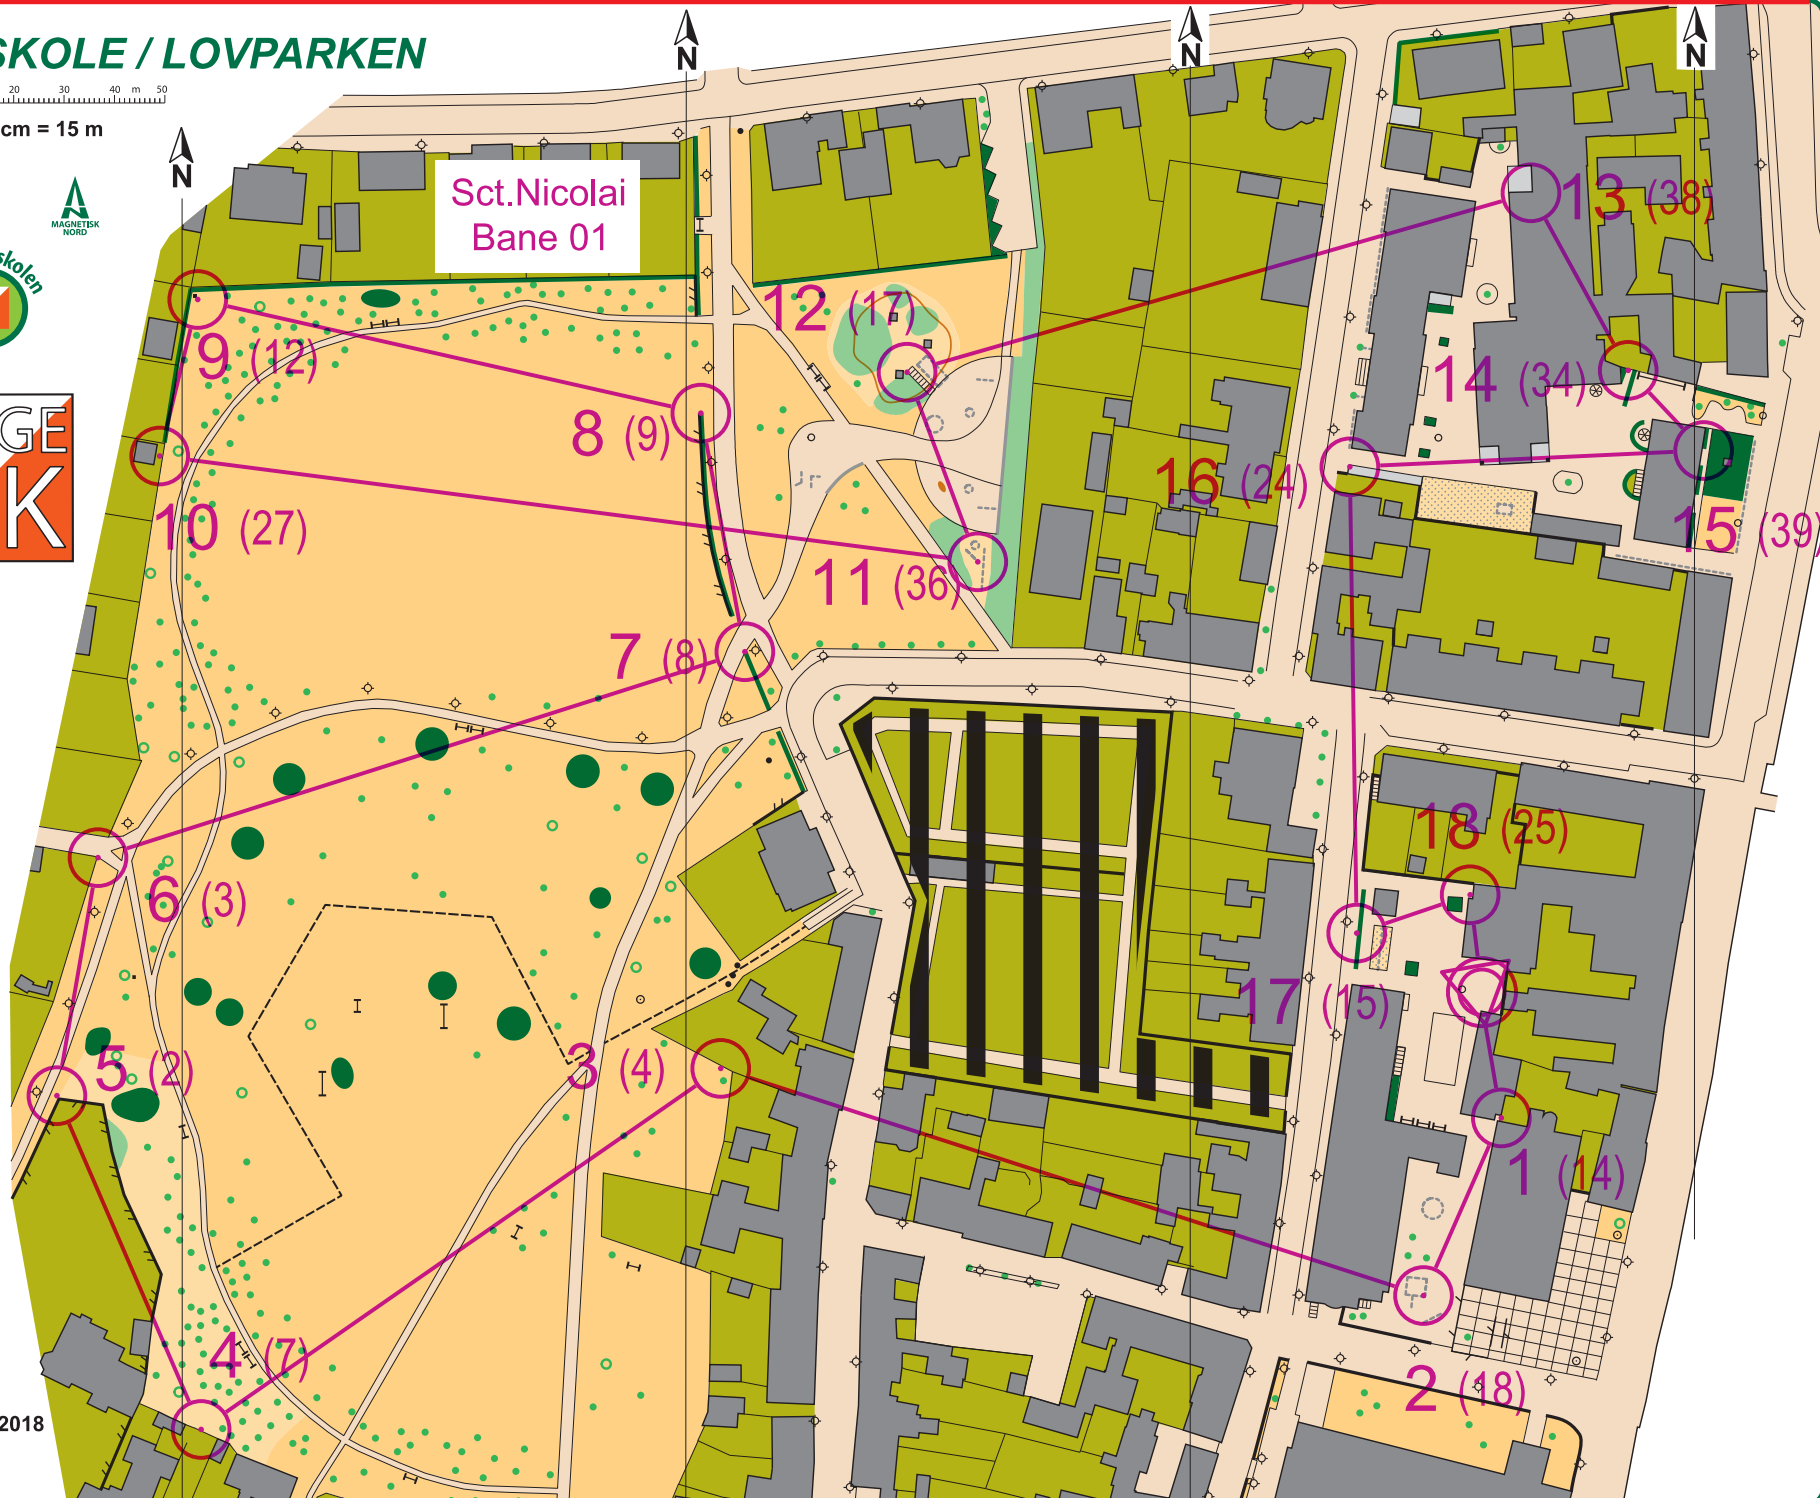 SKOLE / LOVPARKEN
20 30 40 m 50
cm = 15 m
N
N
N
N
MAGNETISK
NORD
skolen
GE
K
Sct.Nicolai
Bane 01
13 (38)
12 (17)
9 (12)
14 (34)
8 (9)
16 (24)
10 (27)
15 (39)
11 (36)
7 (8)
18 (25)
6 (3)
17 (15)
3 (4)
5 (2)
1 (14)
4 (7)
2 (18)
2018